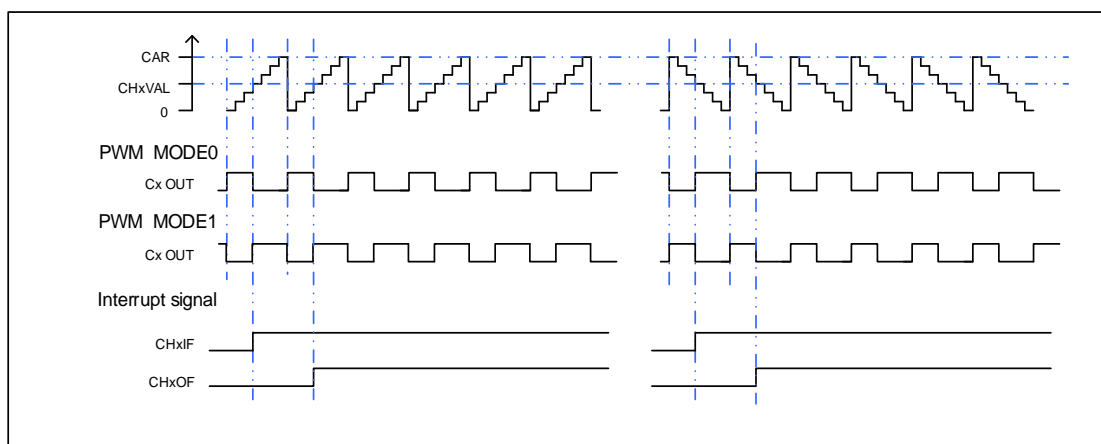 CAR
CHxVAL
0
PWM MODE0
Cx OUT
PWM MODE1
Cx OUT
Interrupt signal
CHxIF
CHxOF